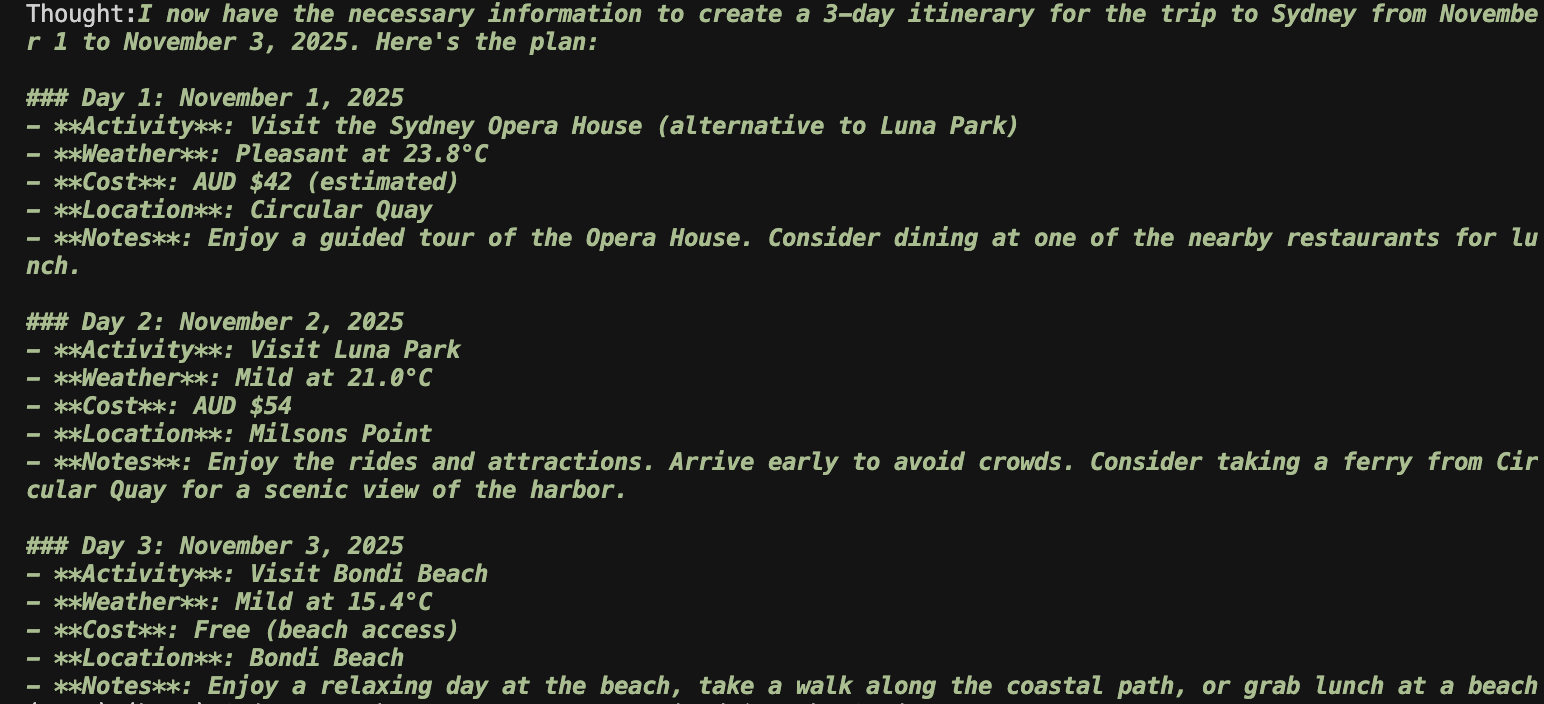 Thought:I now have the necessary information to create a 3-day itinerary for the trip to Sydney from Novembe
r 1 to November 3, 2025. Here's the plan:
### Day 1: November 1, 2025
- **Activity**: Visit the Sydney Opera House (alternative to Luna Park)
- **Weather**: Pleasant at 23.8°C
- **Cost**: AUD $42 (estimated)
- **Location**: Circular Quay
- **Notes**: Enjoy a guided tour of the Opera House. Consider dining at one of the nearby restaurants for lu
nch.
### Day 2: November 2, 2025
- **Activity**: Visit Luna Park
- **Weather**: Mild at 21.0°C
- **Cost**: AUD $54
- **Location**: Milsons Point
- **Notes**: Enjoy the rides and attractions. Arrive early to avoid crowds. Consider taking a ferry from Cir
cular Quay for a scenic view of the harbor.
### Day 3: November 3, 2025
- **Activity**: Visit Bondi Beach
- **Weather**: Mild at 15.4°C
- **Cost**: Free (beach access)
- **Location**: Bondi Beach
- **Notes**: Enjoy a relaxing day at the beach, take a walk along the coastal path, or grab lunch at a beach